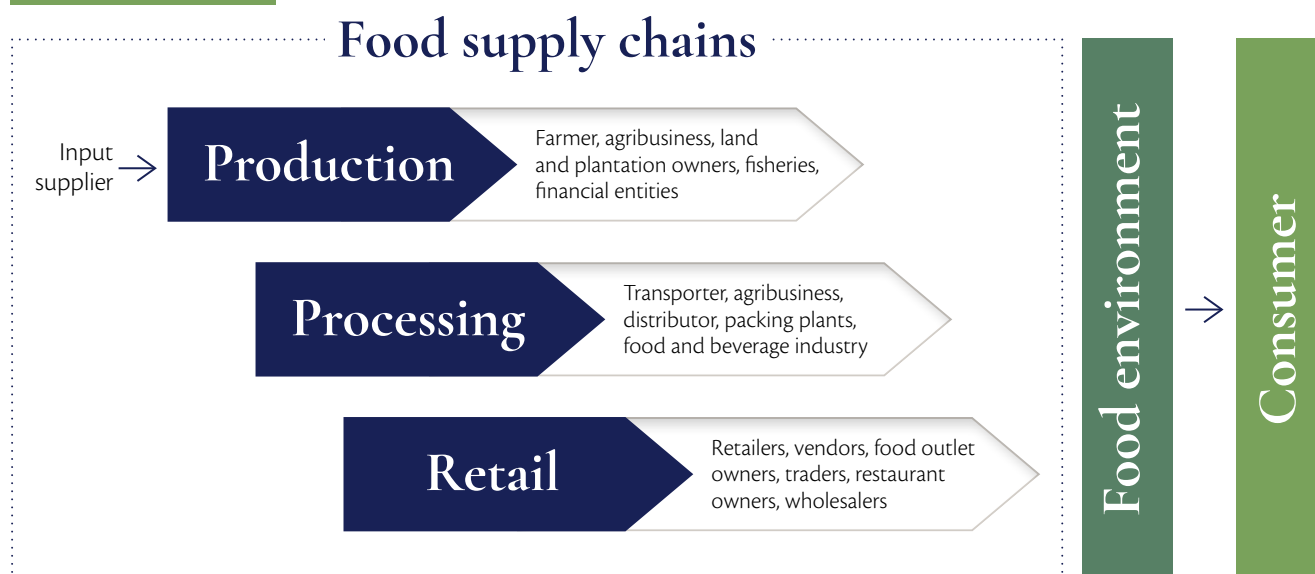 Food supply chains
Input
supplier
Production
Farmer, agribusiness, land
and plantation owners, fisheries,
financial entities
Processing
Transporter, agribusiness,
distributor, packing plants,
food and beverage industry
Retail
Retailers, vendors, food outlet
owners, traders, restaurant
owners, wholesalers
Food environment
Consumer